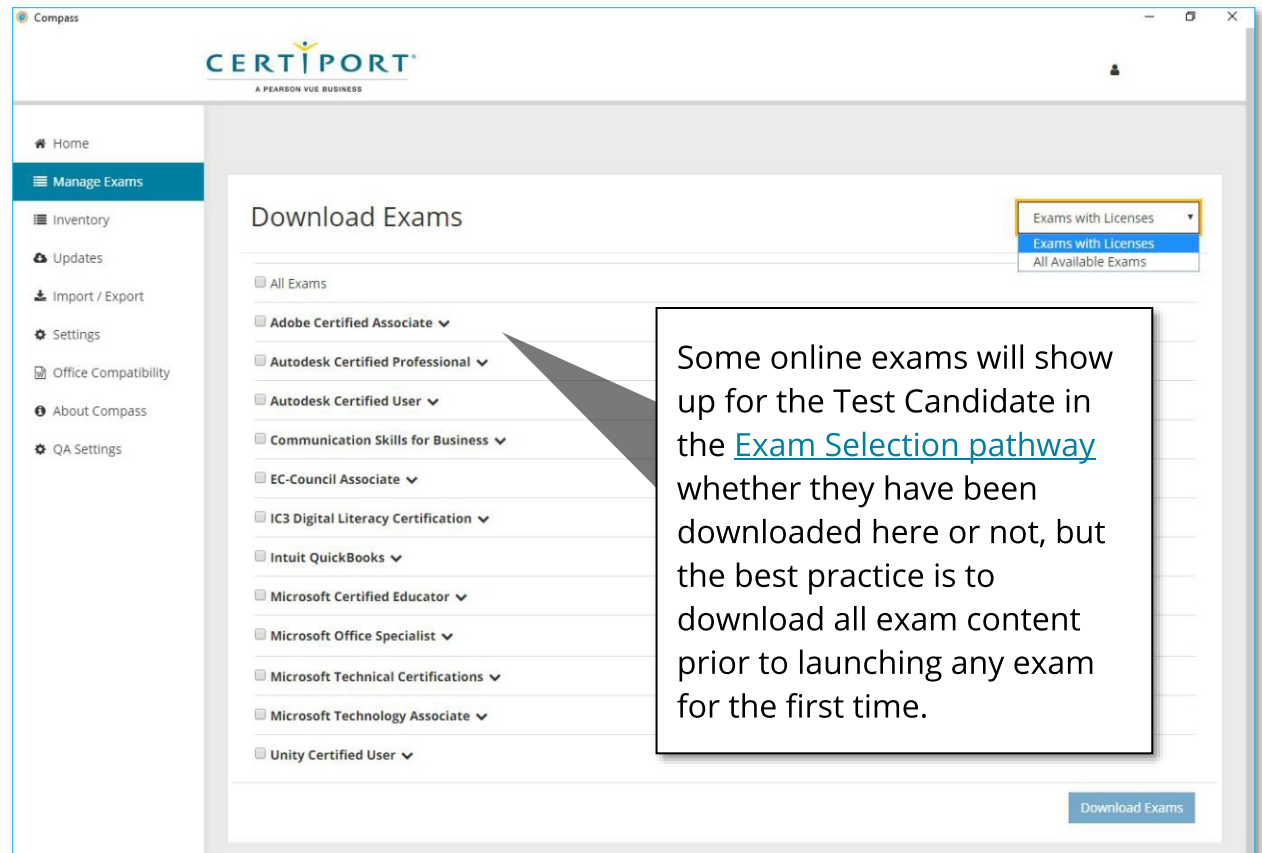 Compass
CERTIPORT
A PEARSON VUE BUSINESS
Home
Manage Exams
Inventory
Updates
Import / Export
Settings
Office Compatibility
About Compass
QA Settings
Download Exams
Exams with Licenses
Exams with Licenses
All Available Exams
All Exams
Adobe Certified Associate
Autodesk Certified Professional
Autodesk Certified User
Communication Skills for Business
EC-Council Associate
IC3 Digital Literacy Certification
Intuit QuickBooks
Microsoft Certified Educator
Microsoft Office Specialist
Microsoft Technical Certifications
Microsoft Technology Associate
Unity Certified User
Some online exams will show
up for the Test Candidate in
the Exam Selection pathway
whether they have been
downloaded here or not, but
the best practice is to
download all exam content
prior to launching any exam
for the first time.
Download Exams